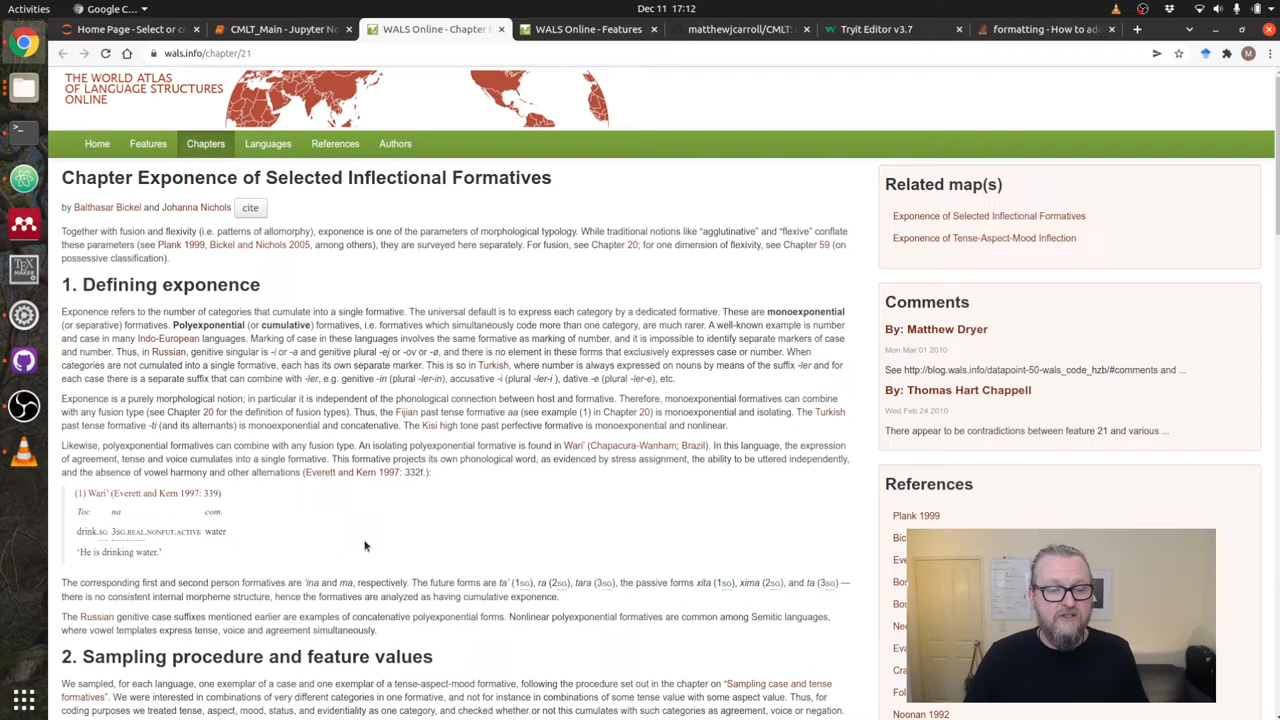 Activities
Dec 11 17:12
Home Page - Select or c
CMLT_Main - Jupyter No
WALS Online - Chapter E
WALS Online - Features
matthewjcarroll/CMLT:
Tryit Editor v3.7
formatting - How to add
wals.info/chapter/21
M
THE WORLD ATLAS
OF LANGUAGE STRUCTURES
ONLINE
Home Features Chapters Languages References Authors
Chapter Exponence of Selected Inflectional Formatives
by Balthasar Bickel and Johanna Nichols cite
Together with fusion and flexivity (i.e. patterns of allomorphy), exponence is one of the parameters of morphological typology. While traditional notions like “agglutinative” and “flexive” conflate
these parameters (see Plank 1999, Bickel and Nichols 2005, among others), they are surveyed here separately. For fusion, see Chapter 20; for one dimension of flexivity, see Chapter 59 (on
possessive classification).
1. Defining exponence
Exponence refers to the number of categories that cumulate into a single formative. The universal default is to express each category by a dedicated formative. These are monoexponential
(or separative) formatives. Polyexponential (or cumulative) formatives, i.e. formatives which simultaneously code more than one category, are much rarer. A well-known example is number
and case in many Indo-European languages. Marking of case in these languages involves the same formative as marking of number, and it is impossible to identify separate markers of case
and number. Thus, in Russian, genitive singular is -i or -a and genitive plural -ej or -ov or -ø, and there is no element in these forms that exclusively expresses case or number. When
categories are not cumulated into a single formative, each has its own separate marker. This is so in Turkish, where number is always expressed on nouns by means of the suffix -ler and for
each case there is a separate suffix that can combine with -ler, e.g. genitive -in (plural -ler-in), accusative -i (plural -ler-i ), dative -e (plural -ler-e), etc.
Exponence is a purely morphological notion; in particular it is independent of the phonological connection between host and formative. Therefore, monoexponential formatives can combine
with any fusion type (see Chapter 20 for the definition of fusion types). Thus, the Fijian past tense formative aa (see example (1) in Chapter 20) is monoexponential and isolating. The Turkish
past tense formative -ti (and its alternants) is monoexponential and concatenative. The Kisi high tone past perfective formative is monoexponential and nonlinear.
Likewise, polyexponential formatives can combine with any fusion type. An isolating polyexponential formative is found in Wari’ (Chapacura-Wanham; Brazil). In this language, the expression
of agreement, tense and voice cumulates into a single formative. This formative projects its own phonological word, as evidenced by stress assignment, the ability to be uttered independently,
and the absence of vowel harmony and other alternations (Everett and Kern 1997: 332f.):
(1) Wari’ (Everett and Kern 1997: 339)
Toc na com.
drink.SG 3SG.REAL.NONFUT.ACTIVE water
‘He is drinking water.’
The corresponding first and second person formatives are ‘ina and ma, respectively. The future forms are ta’ (1SG), ra (2SG), tara (3SG), the passive forms xita (1SG), xima (2SG), and ta (3SG) —
there is no consistent internal morpheme structure, hence the formatives are analyzed as having cumulative exponence.
The Russian genitive case suffixes mentioned earlier are examples of concatenative polyexponential forms. Nonlinear polyexponential formatives are common among Semitic languages,
where vowel templates express tense, voice and agreement simultaneously.
2. Sampling procedure and feature values
We sampled, for each language, one exemplar of a case and one exemplar of a tense-aspect-mood formative, following the procedure set out in the chapter on “Sampling case and tense
formatives”. We were interested in combinations of very different categories in one formative, and not for instance in combinations of some tense value with some aspect value. Thus, for
coding purposes we treated tense, aspect, mood, status, and evidentiality as one category, and checked whether or not this cumulates with such categories as agreement, voice or negation.
Related map(s)
Exponence of Selected Inflectional Formatives
Exponence of Tense-Aspect-Mood Inflection
Comments
By: Matthew Dryer
Mon Mar 01 2010
See http://blog.wals.info/datapoint-50-wals_code_hzb/#comments and ...
By: Thomas Hart Chappell
Wed Feb 24 2010
There appear to be contradictions between feature 21 and various ...
References
Plank 1999
Bic
Eve
Bos
Bos
Nec
Eva
Cra
Fol
Noonan 1992
TEX
MAKER